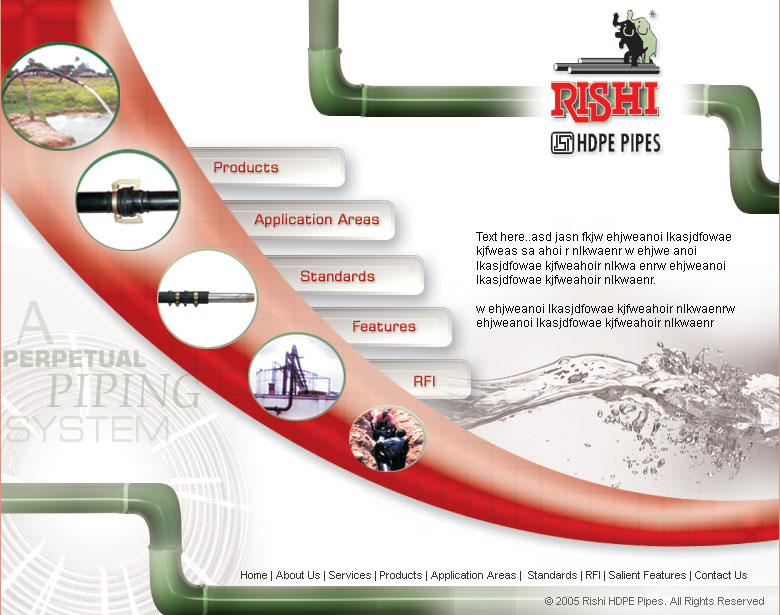 RISHI
HDPE PIPES
Products
Application Areas
Standards
Features
RFI
Text here..asd jasn fkjw ehjweanoi lkasjdfowae
kjfweas sa ahoi r nlkwaenr w ehjwe anoi
lkasjdfowae kjfweahoir nlkwa enrw ehjweanoi
lkasjdfowae kjfweahoir nlkwaenr.
w ehjweanoi lkasjdfowae kjfweahoir nlkwaenrw
ehjweanoi lkasjdfowae kjfweahoir nlkwaenr
A
PERPETUAL
PIPING
SYSTEM
Home | About Us | Services | Products | Application Areas | Standards | RFI | Salient Features | Contact Us
© 2005 Rishi HDPE Pipes. All Rights Reserved